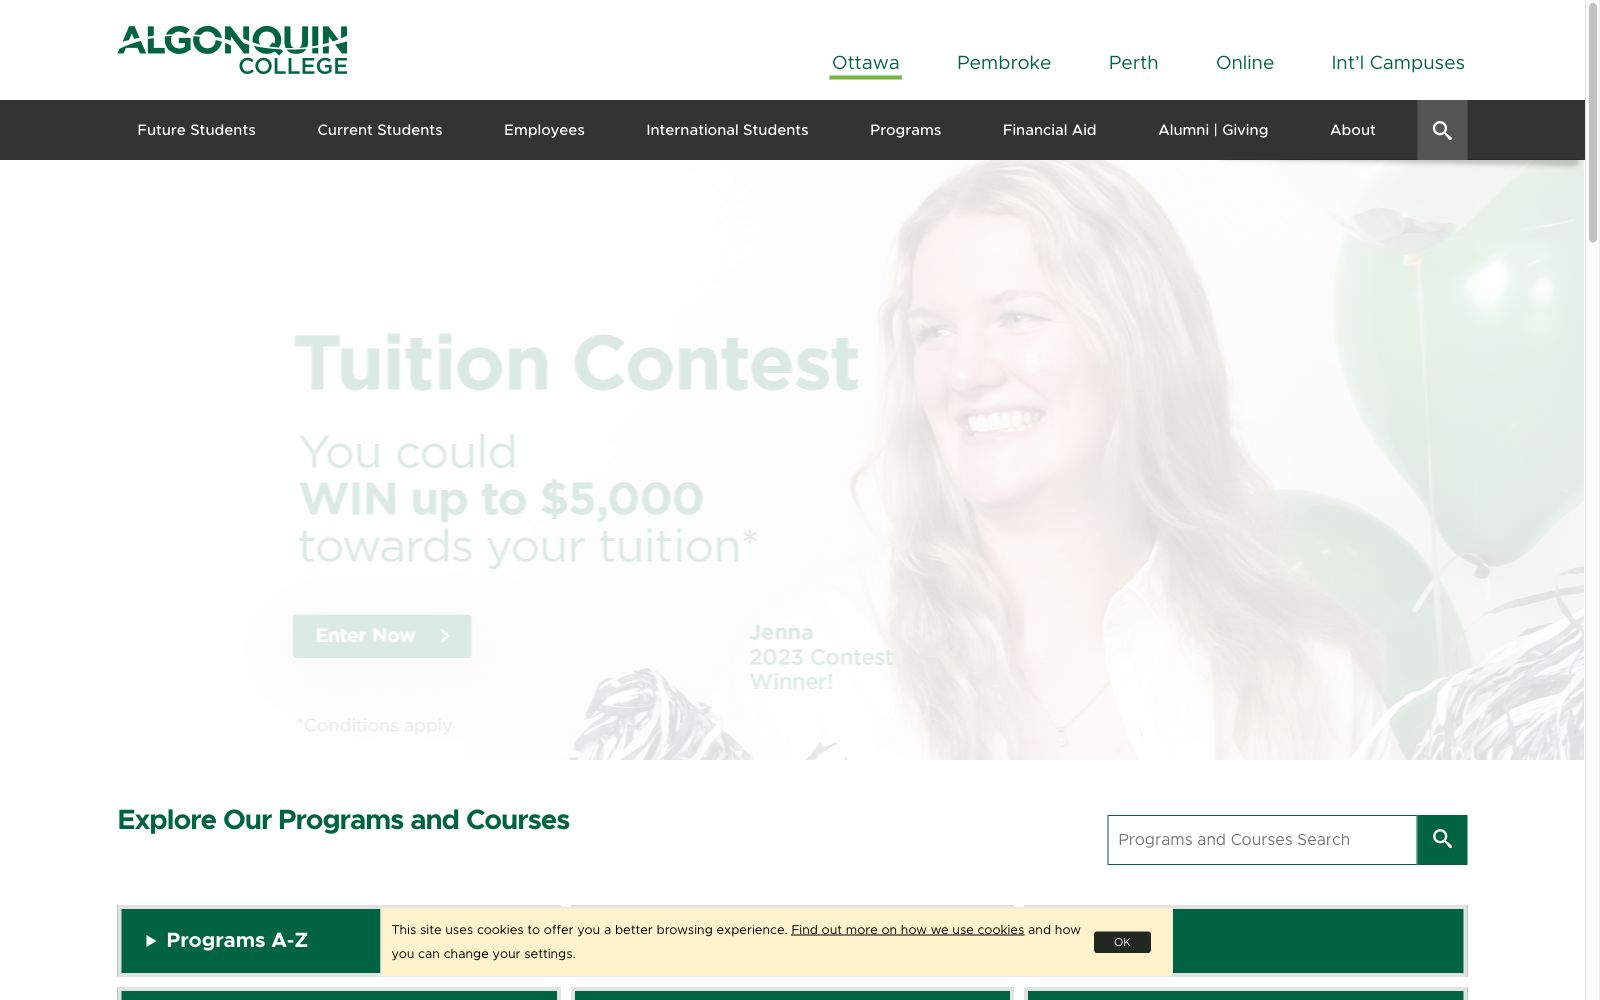 ALGONQUIN
COLLEGE
Ottawa
Pembroke
Perth
Online
Int'l Campuses
Future Students
Current Students
Employees
International Students
Programs
Financial Aid
Alumni | Giving
About
Tuition Contest
You could
WIN up to $5,000
towards your tuition*
Enter Now
Jenna
2023 Contest
Winner!
*Conditions apply
Explore Our Programs and Courses
Programs and Courses Search
Programs A-Z
This site uses cookies to offer you a better browsing experience. Find out more on how we use cookies and how
you can change your settings.
OK